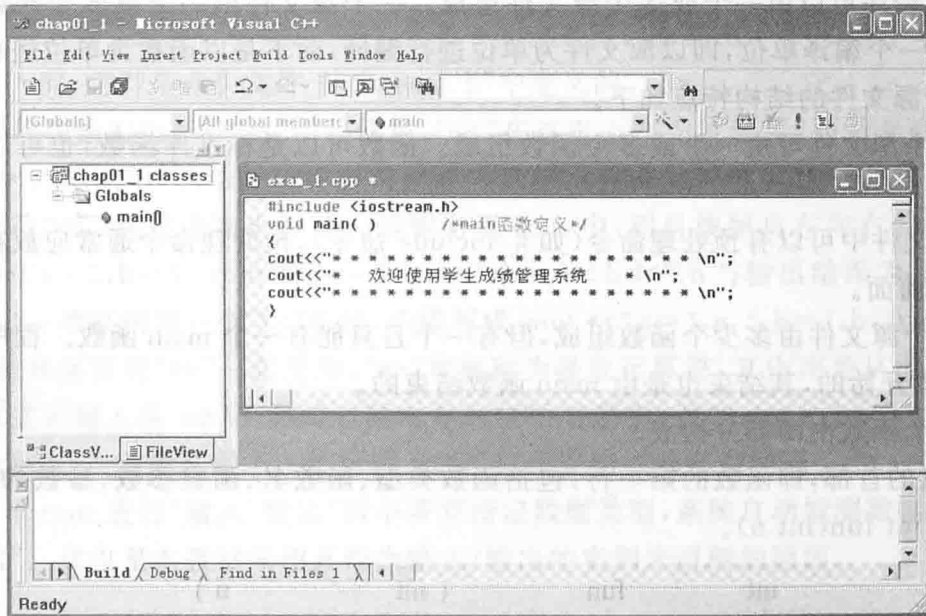 chap01_1 - Microsoft Visual C++
File Edit View Insert Project Build Tools Window Help
(Globals) (All global members main
chap01_1 classes
Globals
main()
exam_1.cpp *
#include <iostream.h>
void main( ) /*main函数定义*/
{
cout<<"* * * * * * * * * * * * * * * * * * * * \n";
cout<<"* 欢迎使用学生成绩管理系统 \n";
cout<<"* * * * * * * * * * * * * * * * * * * * \n";
}
ClassV... FileView
Build Debug Find in Files 1
Ready